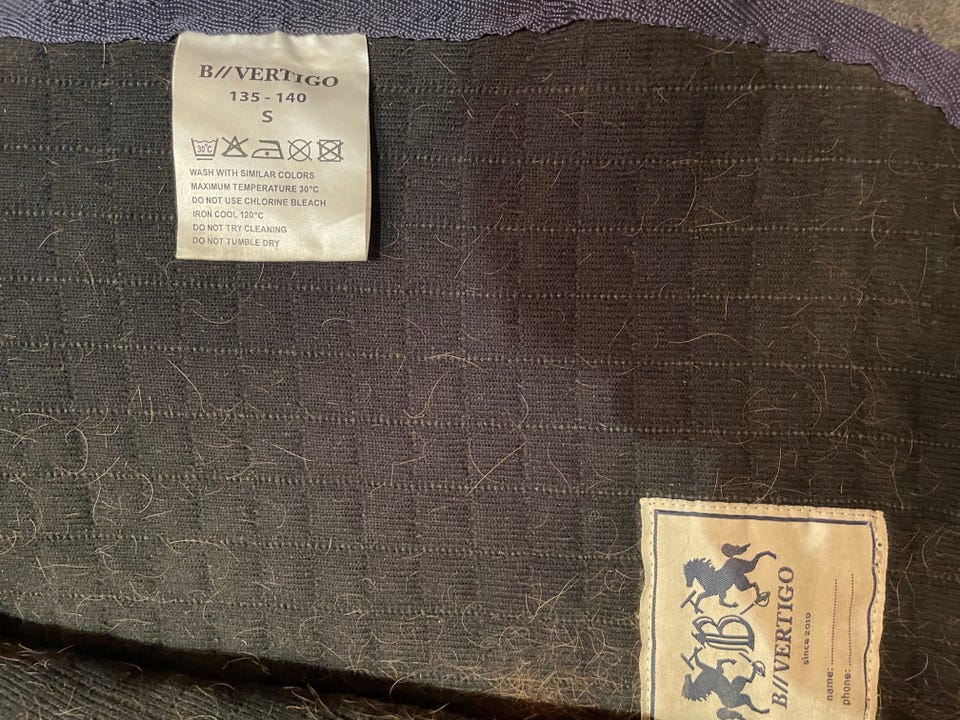 B//VERTIGO
135 - 140
S
30°C
WASH WITH SIMILAR COLORS
MAXIMUM TEMPERATURE 30°C
DO NOT USE CHLORINE BLEACH
IRON COOL 120°C
DO NOT TRY CLEANING
DO NOT TUMBLE DRY
B
B//VERTIGO
since 2010
name:
phone: